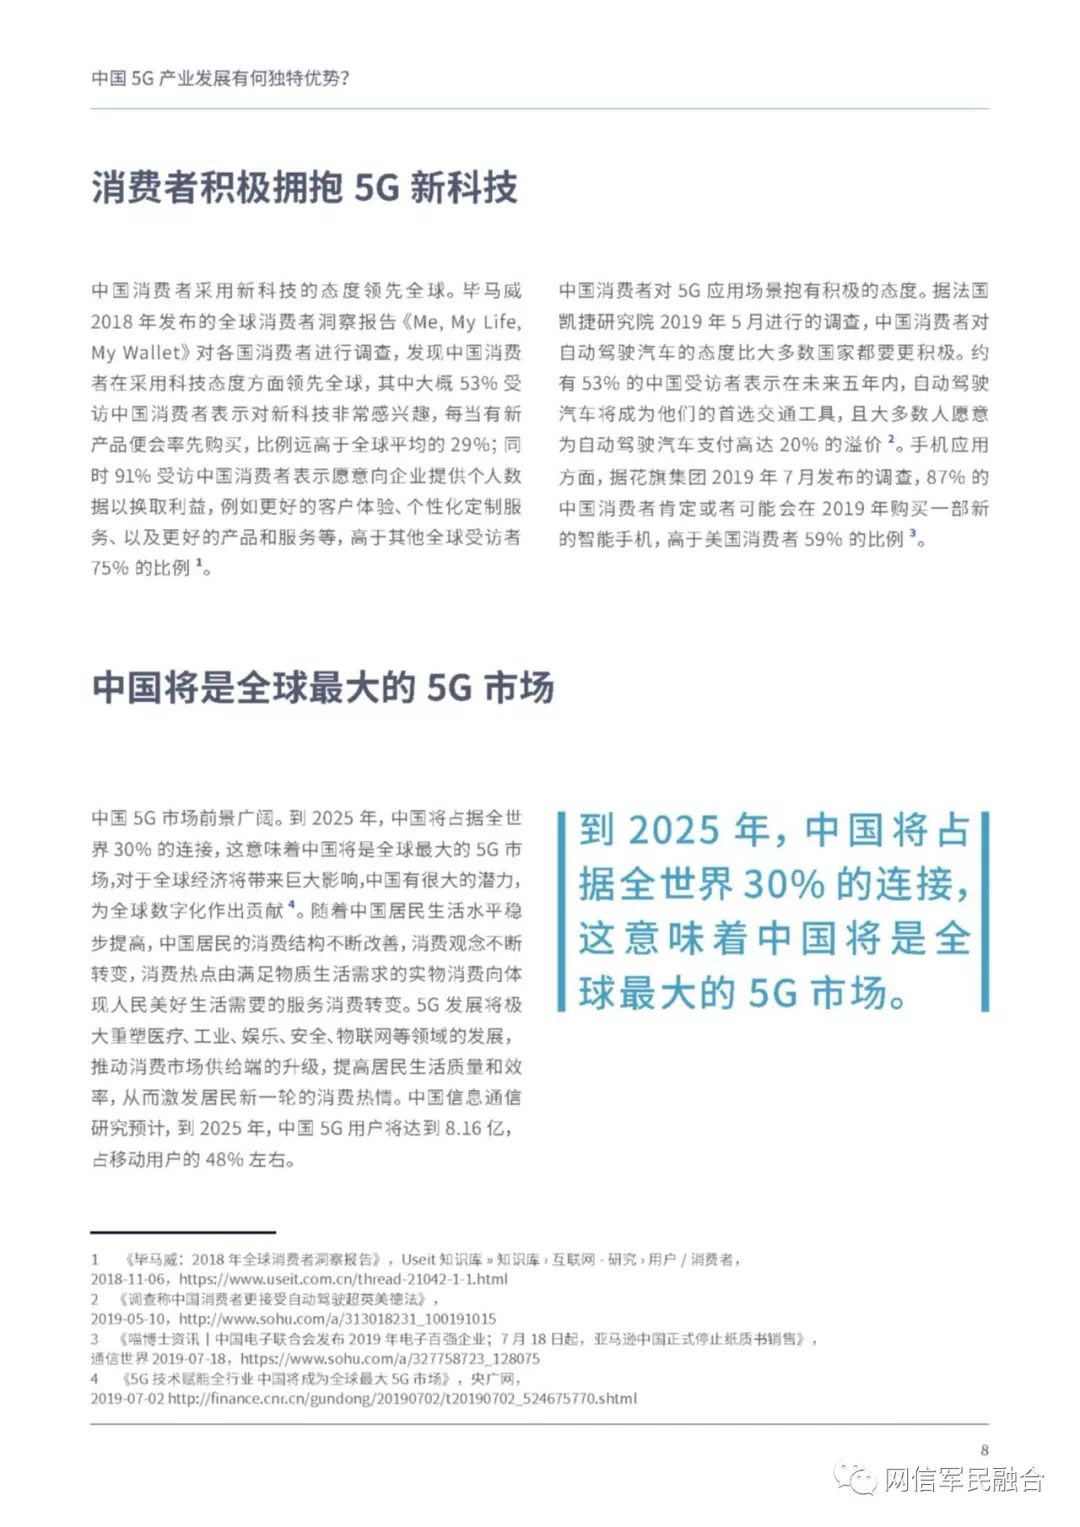 中国 5G 产业发展有何独特优势？
消费者积极拥抱 5G 新科技
中国消费者采用新科技的态度领先全球。毕马威
2018 年发布的全球消费者洞察报告《Me, My Life,
My Wallet》对各国消费者进行调查，发现中国消费
者在采用科技态度方面领先全球，其中大概 53% 受
访中国消费者表示对新科技非常感兴趣，每当有新
产品便会率先购买，比例远高于全球平均的 29%；同
时 91% 受访中国消费者表示愿意向企业提供个人数
据以换取利益，例如更好的客户体验、个性化定制服
务、以及更好的产品和服务等，高于其他全球受访者
75% 的比例 1。
中国消费者对 5G 应用场景抱有积极的态度。据法国
凯捷研究院 2019 年 5 月进行的调查，中国消费者对
自动驾驶汽车的态度比大多数国家都要更积极。约
有 53% 的中国受访者表示在未来五年内，自动驾驶
汽车将成为他们的首选交通工具，且大多数人愿意
为自动驾驶汽车支付高达 20% 的溢价 2。手机应用
方面，据花旗集团 2019 年 7 月发布的调查，87% 的
中国消费者肯定或者可能会在 2019 年购买一部新
的智能手机，高于美国消费者 59% 的比例 3。
中国将是全球最大的 5G 市场
中国 5G 市场前景广阔。到 2025 年，中国将占据全世
界 30% 的连接，这意味着中国将是全球最大的 5G 市
场，对于全球经济将带来巨大影响，中国有很大的潜力，
为全球数字化作出贡献 4。随着中国居民生活水平稳
步提高，中国居民的消费结构不断改善，消费观念不断
转变，消费热点由满足物质生活需求的实物消费向体
现人民美好生活需要的服务消费转变。5G 发展将极
大重塑医疗、工业、娱乐、安全、物联网等领域的发展，
推动消费市场供给端的升级，提高居民生活质量和效
率，从而激发居民新一轮的消费热情。中国信息通信
研究预计，到 2025 年，中国 5G 用户将达到 8.16 亿，
占移动用户的 48% 左右。
到 2025 年，中国将占
据全世界 30% 的连接，
这意味着中国将是全
球最大的 5G 市场。
1 《毕马威：2018 年全球消费者洞察报告》，Useit 知识库 » 知识库 › 互联网 - 研究 › 用户 / 消费者，
2018-11-06，https://www.useit.com.cn/thread-21042-1-1.html
2 《调查称中国消费者更接受自动驾驶超英美德法》，
2019-05-10，http://www.sohu.com/a/313018231_100191015
3 《喵博士资讯丨中国电子联合会发布 2019 年电子百强企业；7 月 18 日起，亚马逊中国正式停止纸质书销售》，
通信世界 2019-07-18，https://www.sohu.com/a/327758723_128075
4 《5G 技术赋能全行业 中国将成为全球最大 5G 市场》，央广网，
2019-07-02 http://finance.cnr.cn/gundong/20190702/t20190702_524675770.shtml
8
网信军民融合